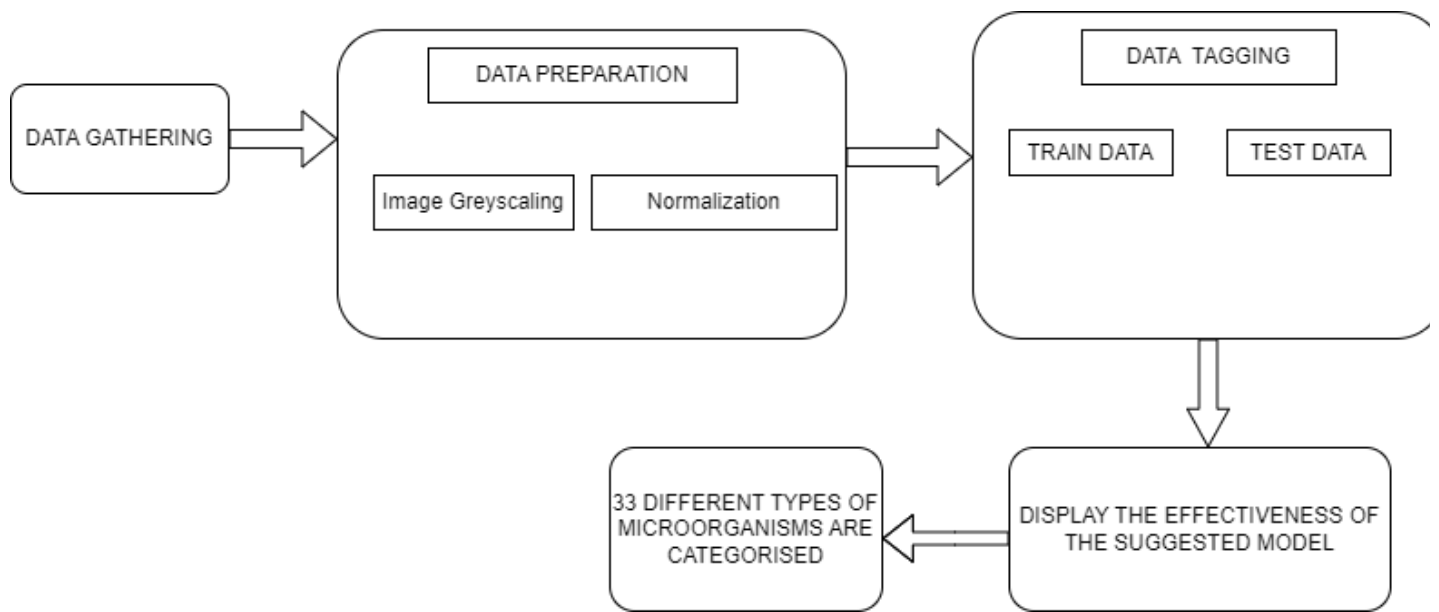 DATA GATHERING
DATA PREPARATION
Image Greyscaling
Normalization
DATA TAGGING
TRAIN DATA
TEST DATA
DISPLAY THE EFFECTIVENESS OF
THE SUGGESTED MODEL
33 DIFFERENT TYPES OF
MICROORGANISMS ARE
CATEGORISED